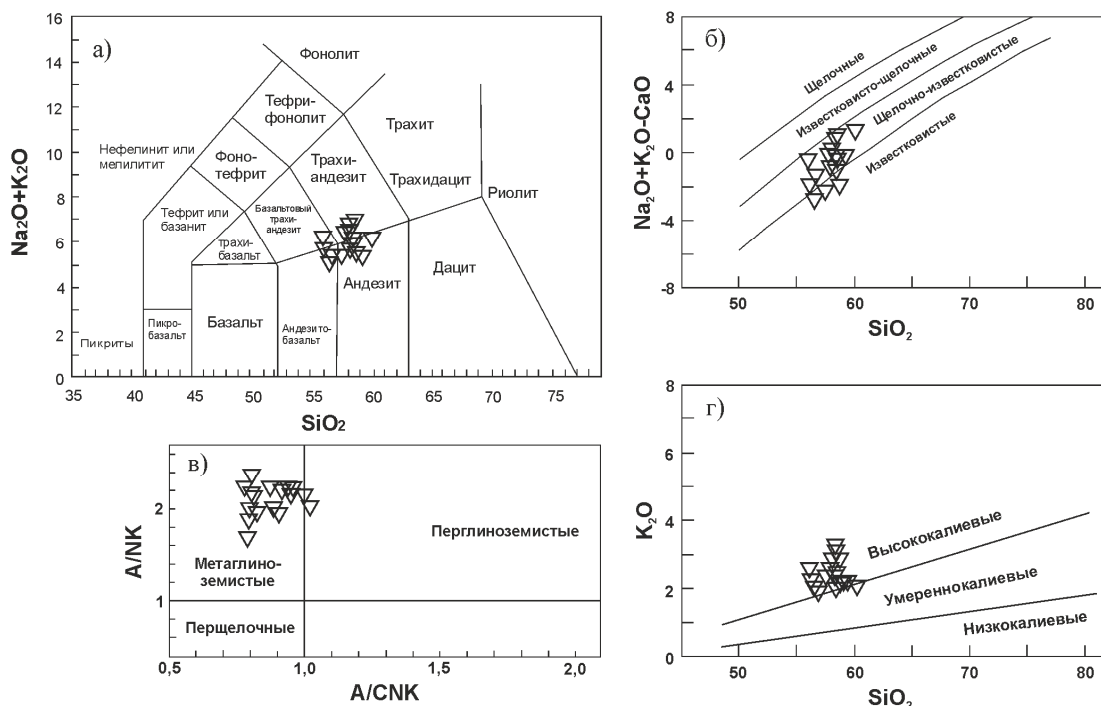 а)
Na2O+K2O
16
14
12
10
8
6
4
2
0
Фонолит
Тефри-
фонолит
Нефелинит или
мепилитит
Фоно-
тефрит
Трахи-
андезит
Трахит
Трахидацит
Риолит
Тефрит или
базанит
Базальтовый
трахи-
андезит
трахи-
базальт
Пикриты
Пикро-
базальт
Базальт
Андезито-
базальт
Андезит
Дацит
35 45 50 52 55 60 65 70 75
SiO2
б)
Na2O+K2O-CaO
8
4
0
-4
-8
Щелочные
Известковисто-щелочные
Щелочно-известковистые
Известковистые
50 60 70 80
SiO2
в)
A/NK
2
1
Перглиноземистые
Метаглино-
земистые
Перщелочные
0,5 1,0 1,5 2,0
A/CNK
г)
K2O
8
6
4
2
0
Высококалиевые
Умереннокалиевые
Низкокалиевые
50 60 70 80
SiO2